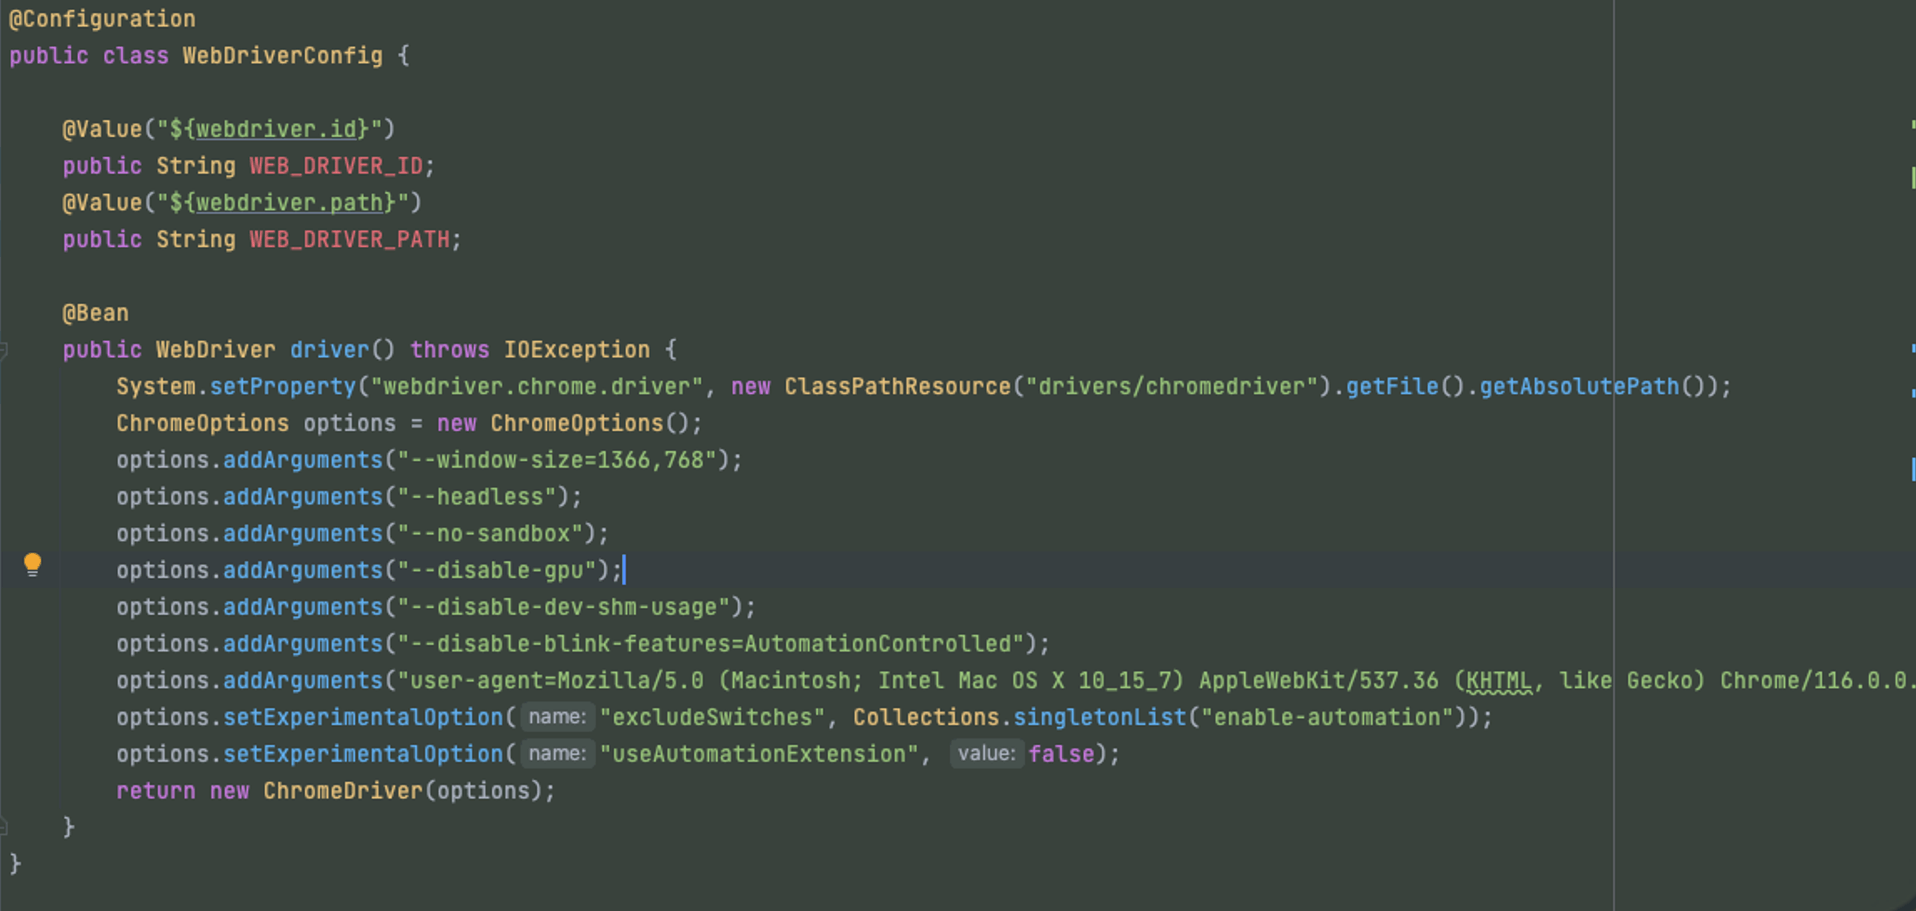 @Configuration
public class WebDriverConfig {
@Value("${webdriver.id}")
public String WEB_DRIVER_ID;
@Value("${webdriver.path}")
public String WEB_DRIVER_PATH;
@Bean
public WebDriver driver() throws IOException {
System.setProperty("webdriver.chrome.driver", new ClassPathResource("drivers/chromedriver").getFile().getAbsolutePath());
ChromeOptions options = new ChromeOptions();
options.addArguments("--window-size=1366,768");
options.addArguments("--headless");
options.addArguments("--no-sandbox");
options.addArguments("--disable-gpu");
options.addArguments("--disable-dev-shm-usage");
options.addArguments("--disable-blink-features=AutomationControlled");
options.addArguments("user-agent=Mozilla/5.0 (Macintosh; Intel Mac OS X 10_15_7) AppleWebKit/537.36 (KHTML, like Gecko) Chrome/116.0.0.
options.setExperimentalOption( name: "excludeSwitches", Collections.singletonList("enable-automation"));
options.setExperimentalOption( name: "useAutomationExtension", value: false);
return new ChromeDriver(options);
}
}